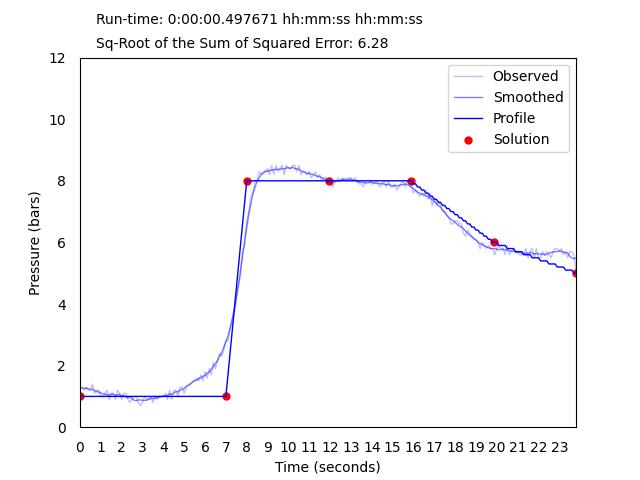 Run-time: 0:00:00.497671 hh:mm:ss hh:mm:ss
Sq-Root of the Sum of Squared Error: 6.28
12
10
8
6
4
2
0
Pressure (bars)
Observed
Smoothed
Profile
Solution
0 1 2 3 4 5 6 7 8 9 10 11 12 13 14 15 16 17 18 19 20 21 22 23
Time (seconds)